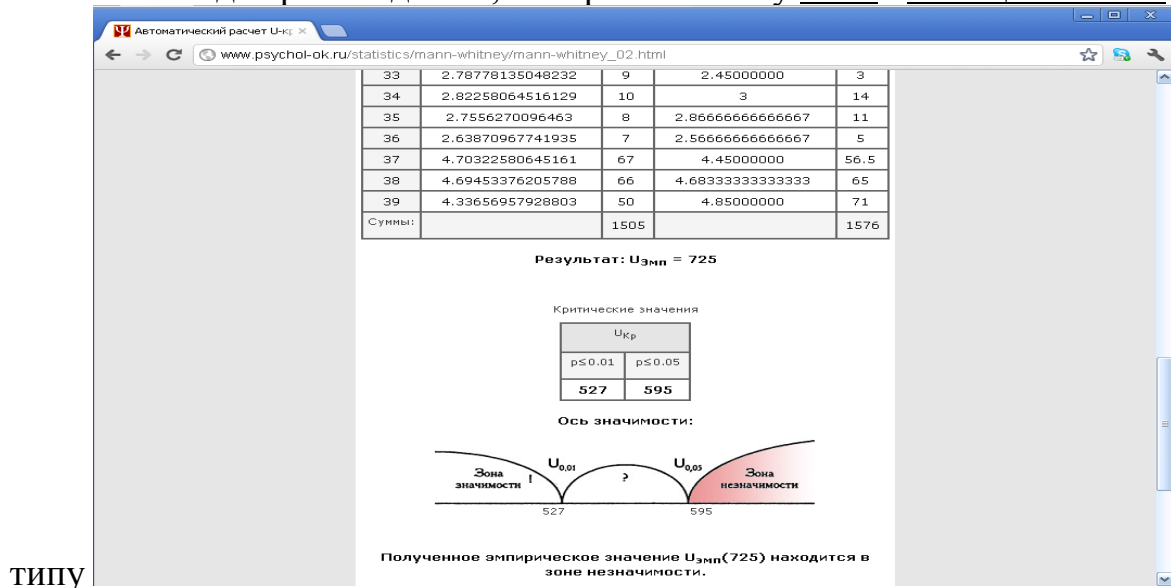 Автоматический расчет U-кр
www.psychol-ok.ru/statistics/mann-whitney/mann-whitney_02.html
33 2.78778135048232 9 2.45000000 3
34 2.82258064516129 10 3 14
35 2.7556270096463 8 2.86666666666667 11
36 2.63870967741935 7 2.56666666666667 5
37 4.70322580645161 67 4.45000000 56.5
38 4.69453376205788 66 4.68333333333333 65
39 4.33656957928803 50 4.85000000 71
Суммы: 1505 1576
Результат: UЭмп = 725
Критические значения
UКр
p≤0.01 p≤0.05
527 595
Ось значимости:
Зона значимости ! U0,01 ? U0,05 Зона незначимости
527 595
Полученное эмпирическое значение Uэмп(725) находится в
зоне незначимости.
типу